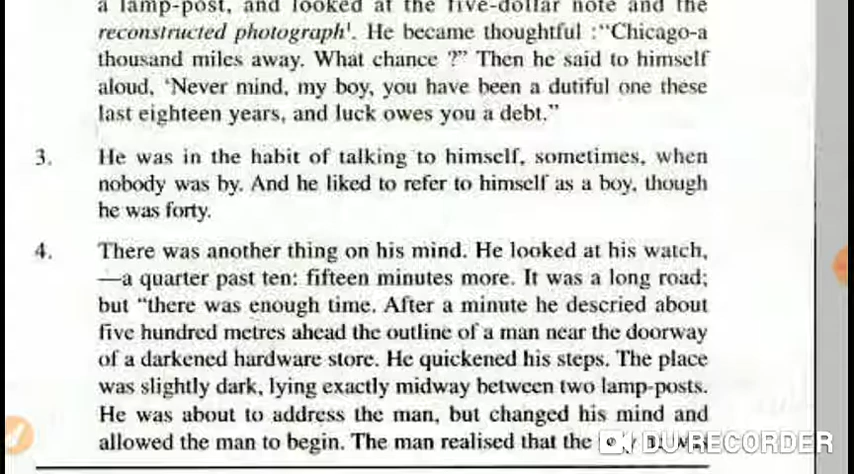 a lamp-post, and looked at the five-dollar note and the
reconstructed photograph'. He became thoughtful :"Chicago-a
thousand miles away. What chance ?" Then he said to himself
aloud, 'Never mind, my boy, you have been a dutiful one these
last eighteen years, and luck owes you a debt."
3. He was in the habit of talking to himself, sometimes, when
nobody was by. And he liked to refer to himself as a boy, though
he was forty.
4. There was another thing on his mind. He looked at his watch,
—a quarter past ten: fifteen minutes more. It was a long road;
but "there was enough time. After a minute he descried about
five hundred metres ahead the outline of a man near the doorway
of a darkened hardware store. He quickened his steps. The place
was slightly dark, lying exactly midway between two lamp-posts.
He was about to address the man, but changed his mind and
allowed the man to begin. The man realised that the
DU RECORDER